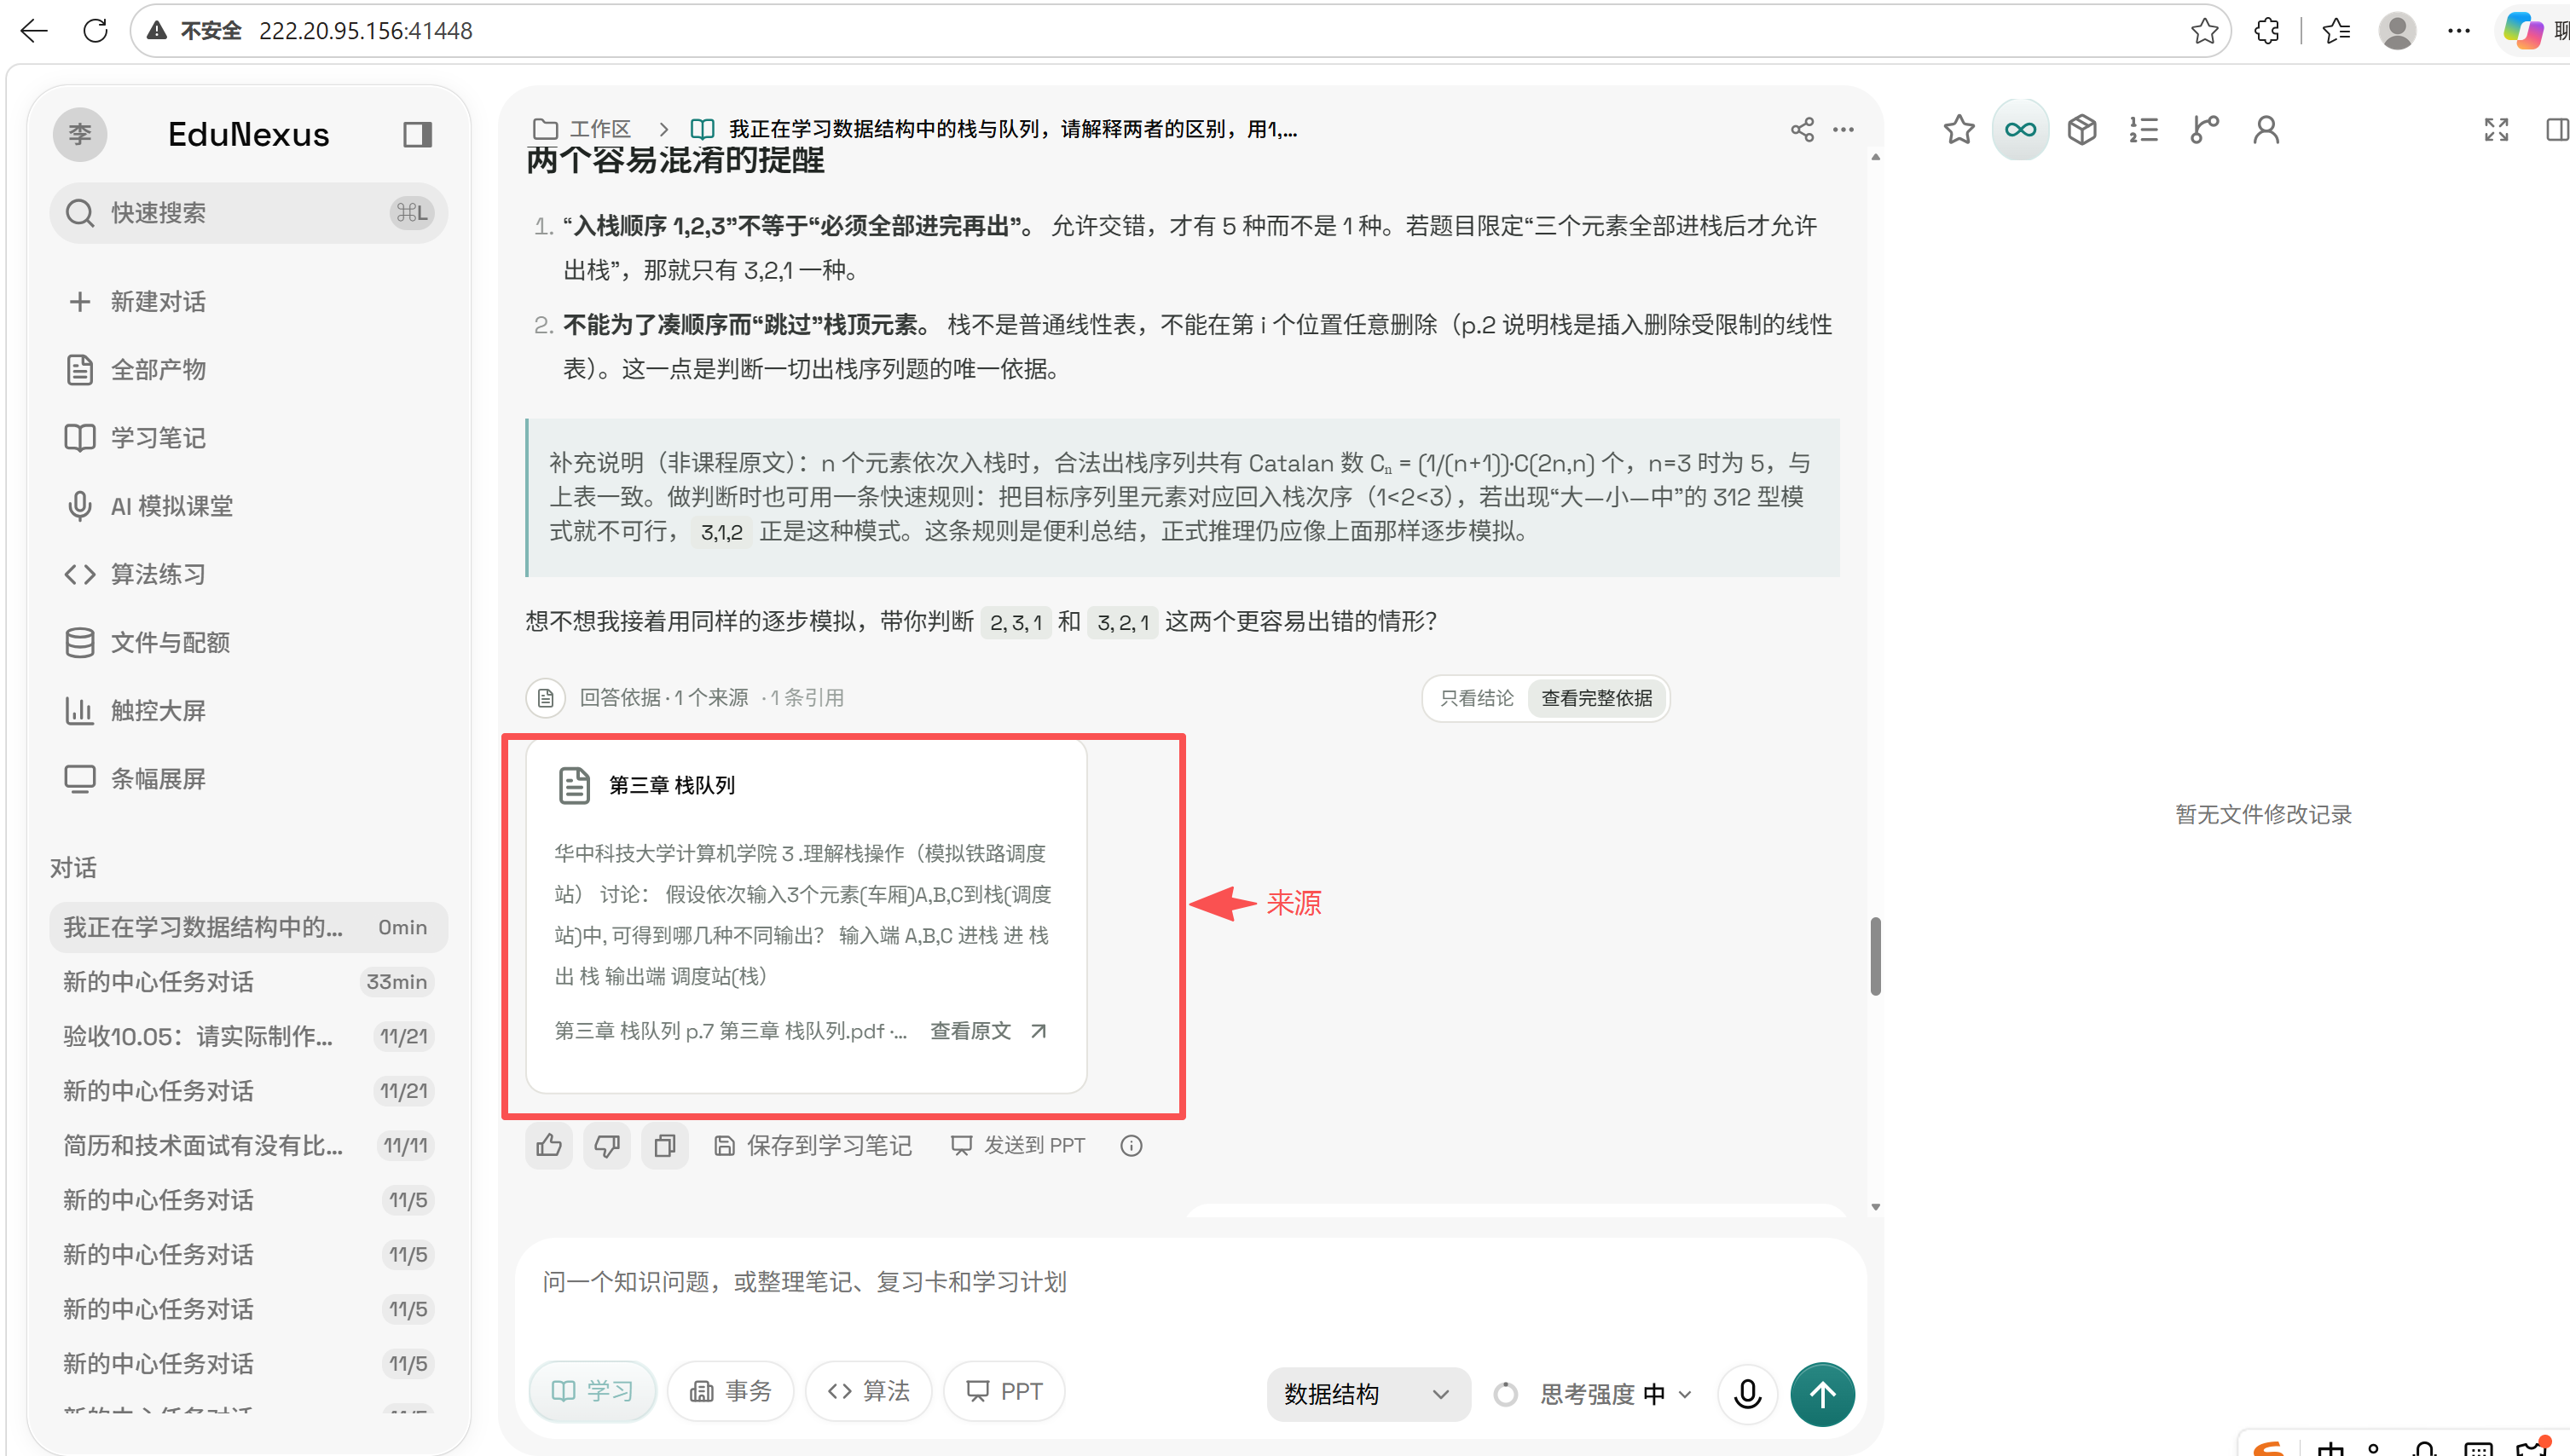 不安全 222.20.95.156:41448
李 EduNexus
快速搜索 ⌘L
新建对话
全部产物
学习笔记
AI 模拟课堂
算法练习
文件与配额
触控大屏
条幅展屏
对话
我正在学习数据结构中的... 0min
新的中心任务对话 33min
验收10.05：请实际制作... 11/21
新的中心任务对话 11/21
简历和技术面试有没有比... 11/11
新的中心任务对话 11/5
新的中心任务对话 11/5
新的中心任务对话 11/5
新的中心任务对话 11/5
工作区 > 我正在学习数据结构中的栈与队列，请解释两者的区别，用1,...
两个容易混淆的提醒
1. “入栈顺序 1,2,3”不等于“必须全部进完再出”。 允许交错，才有 5 种而不是 1 种。若题目限定“三个元素全部进栈后才允许
出栈”，那就只有 3,2,1 一种。
2. 不能为了凑顺序而“跳过”栈顶元素。 栈不是普通线性表，不能在第 i 个位置任意删除（p.2 说明栈是插入删除受限制的线性
表）。这一点是判断一切出栈序列题的唯一依据。
补充说明（非课程原文）：n 个元素依次入栈时，合法出栈序列共有 Catalan 数 Cₙ = (1/(n+1))·C(2n,n) 个，n=3 时为 5，与
上表一致。做判断时也可用一条快速规则：把目标序列里元素对应回入栈次序（1<2<3），若出现“大—小—中”的 312 型模
式就不可行， 3,1,2 正是这种模式。这条规则是便利总结，正式推理仍应像上面那样逐步模拟。
想不想我接着用同样的逐步模拟，带你判断 2,3,1 和 3,2,1 这两个更容易出错的情形？
回答依据 · 1 个来源 · 1 条引用 只看结论 查看完整依据
第三章 栈队列
华中科技大学计算机学院 3 .理解栈操作（模拟铁路调度
站） 讨论： 假设依次输入3个元素(车厢)A,B,C到栈(调度
站)中, 可得到哪几种不同输出？ 输入端 A,B,C 进栈 进 栈
出 栈 输出端 调度站(栈)
第三章 栈队列 p.7 第三章 栈队列.pdf ·... 查看原文
来源
保存到学习笔记 发送到 PPT
问一个知识问题，或整理笔记、复习卡和学习计划
学习 事务 算法 PPT 数据结构 思考强度 中
暂无文件修改记录